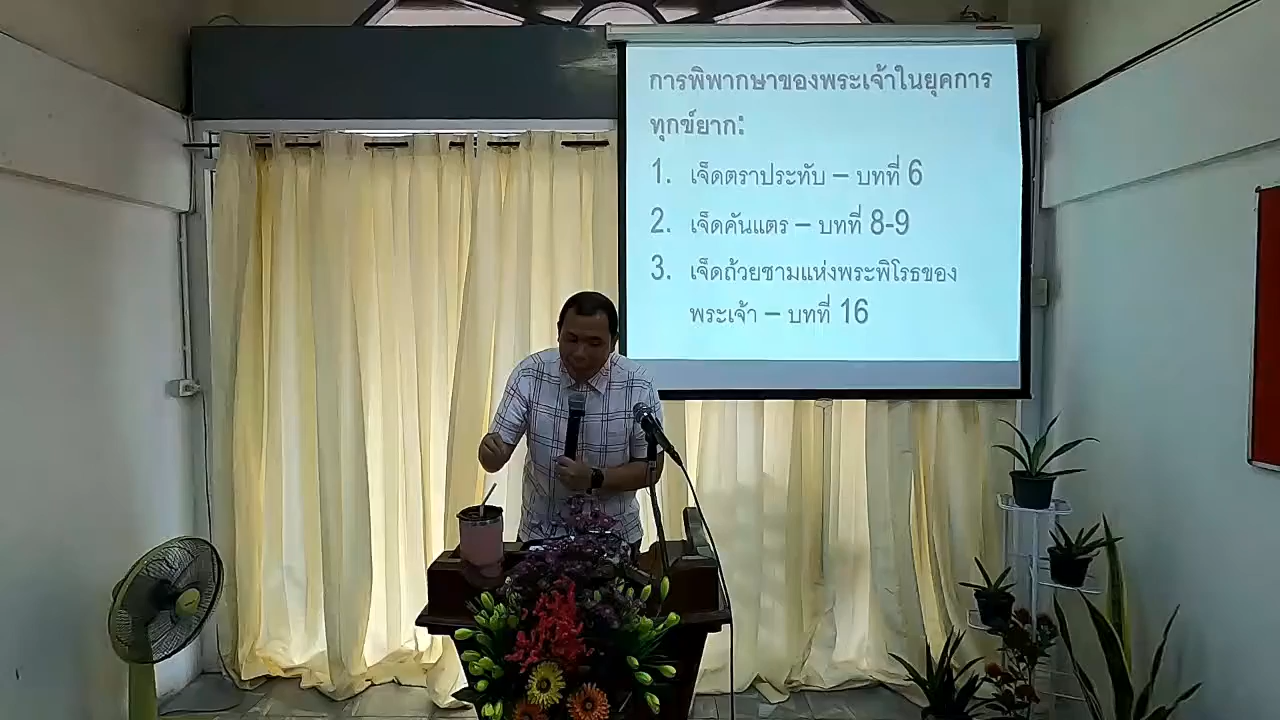 การพิพากษาของพระเจ้าในยุคการ
ทุกข์ยาก:
1. เจ็ดตราประทับ – บทที่ 6
2. เจ็ดคันแตร – บทที่ 8-9
3. เจ็ดถ้วยชามแห่งพระพิโรธของ
พระเจ้า – บทที่ 16